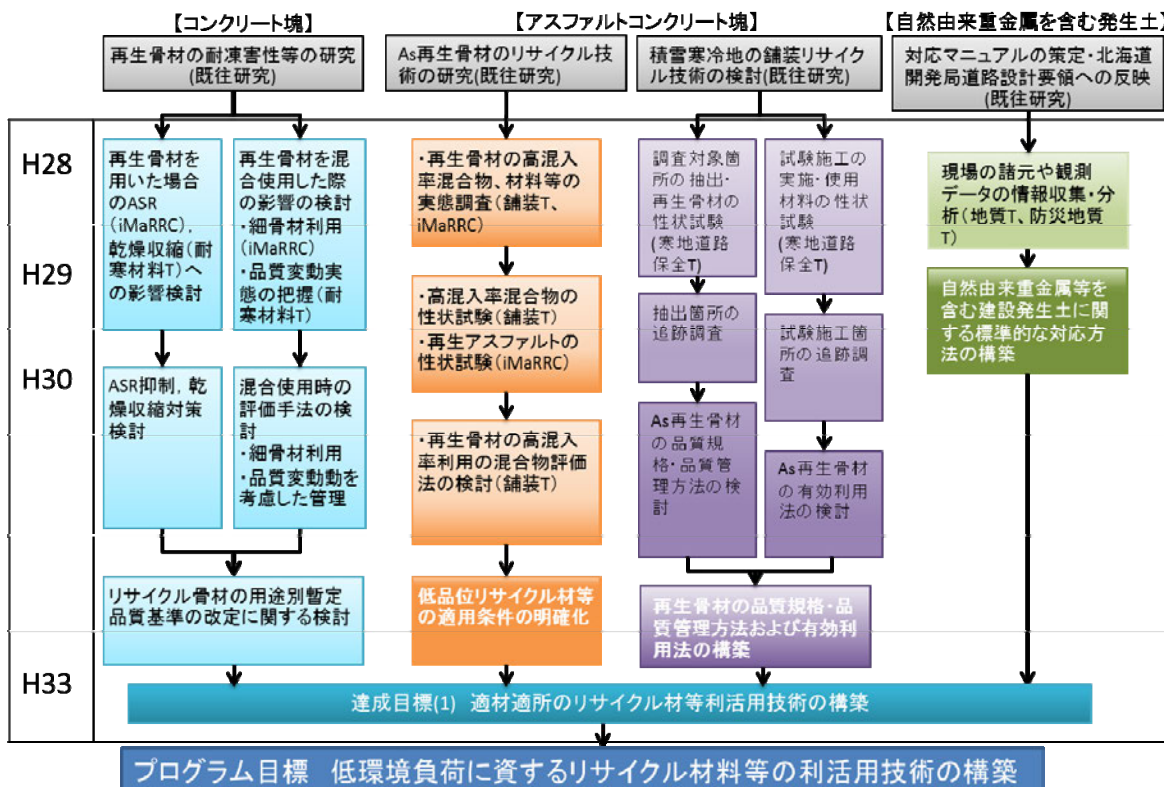 【コンクリート塊】
【アスファルトコンクリート塊】
【自然由来重金属を含む発生土】
再生骨材の耐凍害性等の研究
(既往研究)
As再生骨材のリサイクル技
術の研究(既往研究)
積雪寒冷地の舗装リサイク
ル技術の検討(既往研究)
対応マニュアルの策定・北海道
開発局道路設計要領への反映
(既往研究)
H28
H29
H30
H33
再生骨材を
用いた場合
のASR
(iMaRRC),
乾燥収縮(耐
寒材料T)へ
の影響検討
再生骨材を混
合使用した際
の影響の検討
・細骨材利用
(iMaRRC)
・品質変動実
態の把握(耐
寒材料T)
ASR抑制, 乾
燥収縮対策
検討
混合使用時の
評価手法の検
討
・細骨材利用
・品質変動動を
考慮した管理
リサイクル骨材の用途別暫定
品質基準の改定に関する検討
・再生骨材の高混入
率混合物、材料等の
実態調査(舗装T、
iMaRRC)
・高混入率混合物の
性状試験(舗装T)
・再生アスファルトの
性状試験(iMaRRC)
・再生骨材の高混入
率利用の混合物評価
法の検討(舗装T)
低品位リサイクル材等
の適用条件の明確化
調査対象箇
所の抽出・
再生骨材の
性状試験
(寒地道路
保全T)
抽出箇所の
追跡調査
As再生骨材
の品質規
格・品質管
理方法の検
討
試験施工の
実施・使用
材料の性状
試験
(寒地道路
保全T)
試験施工箇
所の追跡調
査
As再生骨材
の有効利用
法の検討
再生骨材の品質規格・品
質管理方法および有効利
用法の構築
現場の諸元や観測
データの情報収集・分
析(地質T、防災地質
T)
自然由来重金属等を
含む建設発生土に関
する標準的な対応方
法の構築
達成目標(1) 適材適所のリサイクル材等利活用技術の構築
プログラム目標 低環境負荷に資するリサイクル材料等の利活用技術の構築